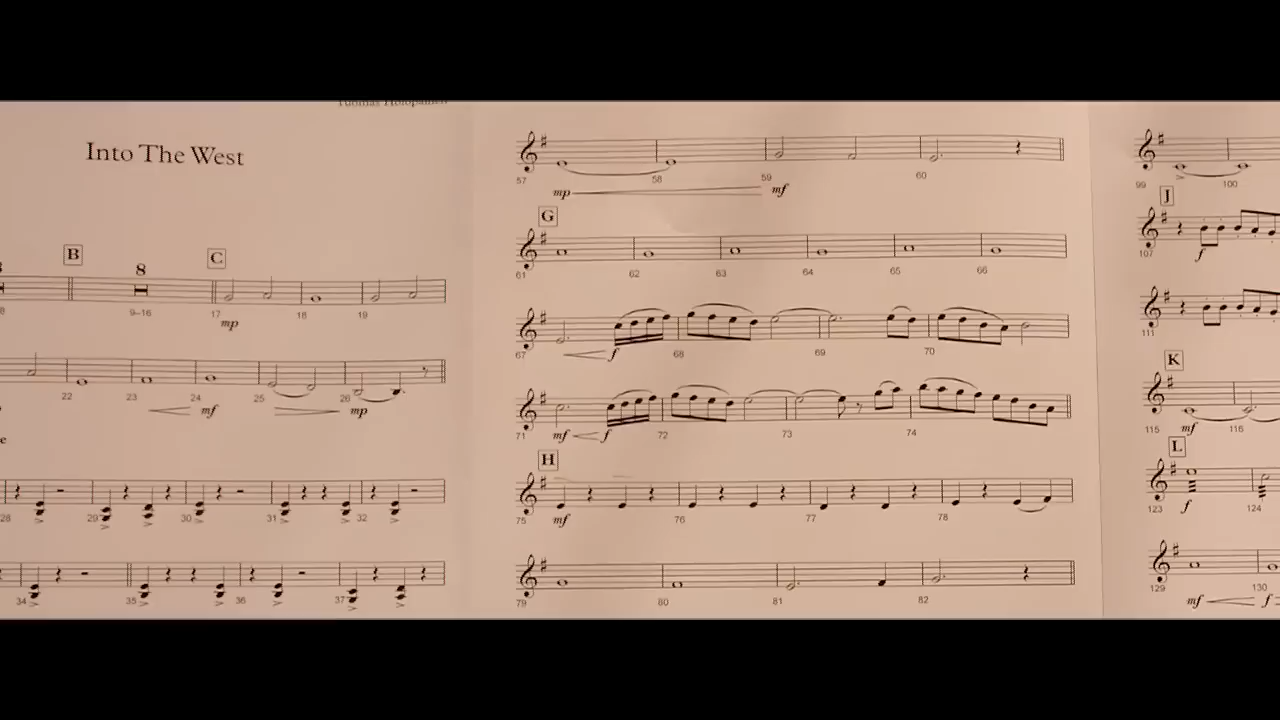 Tuomas Holopainen
Into The West
B
C
8
9–16
17
18
19
mp
22
23
24
25
26
mf
mp
28
29
30
31
32
34
35
36
37
57
58
59
60
mp
mf
G
61
62
63
64
65
66
67
68
69
70
f
71
72
73
74
mf
f
H
75
76
77
78
mf
79
80
81
82
99
100
J
107
f
111
K
115
116
mf
L
123
124
f
129
130
mf
f